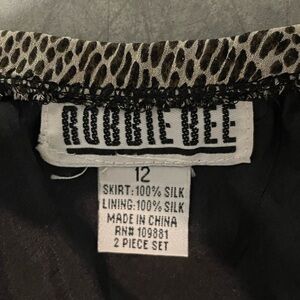 ROBBIE BEE
12
SKIRT:100% SILK
LINING:100% SILK
MADE IN CHINA
RN# 109881
2 PIECE SET